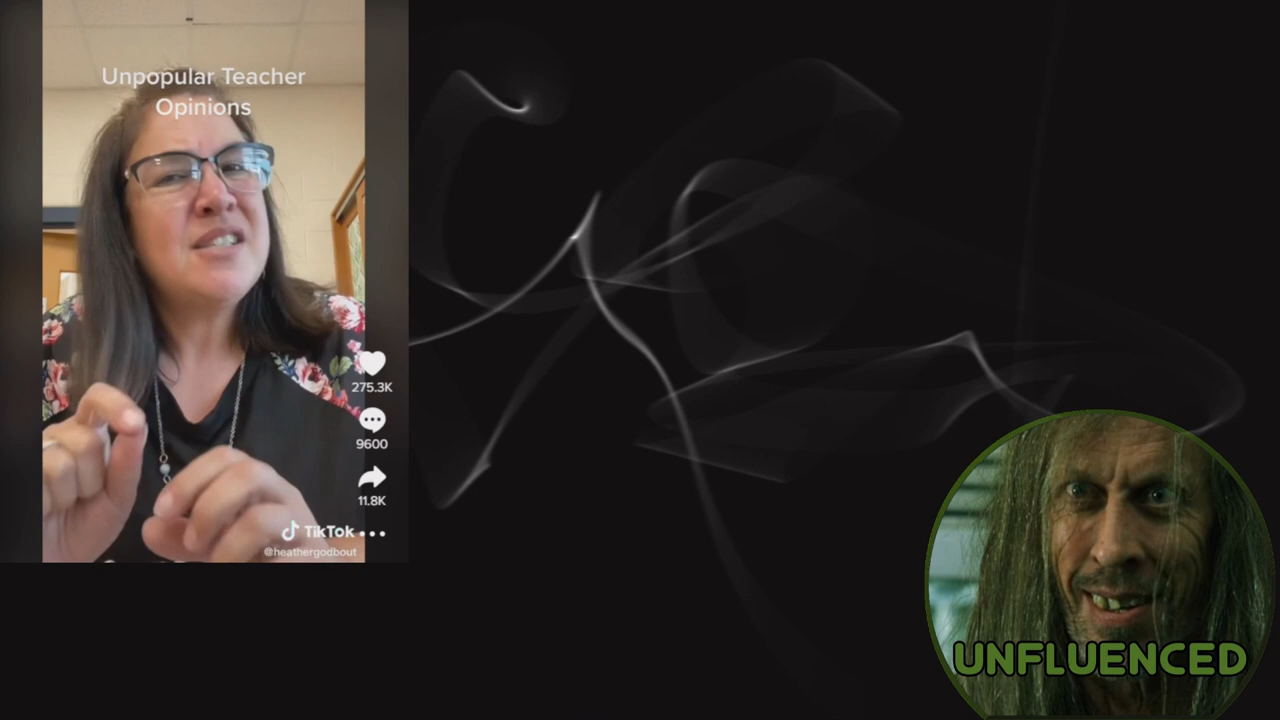 Unpopular Teacher
Opinions
275.3K
9600
11.8K
TikTok
@heathergodbout
UNFLUENCED